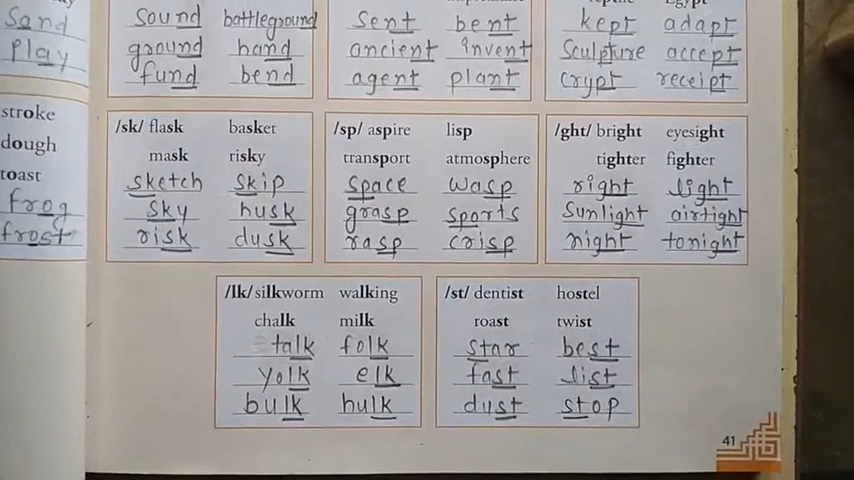 Sand
play
stroke
dough
toast
frog
frost
sound battleground
ground hand
fund bend
sent bent
ancient invent
agent plant
kept adapt
Sculpture accept
crypt receipt
/sk/ flask basket
mask risky
sketch skip
sky husk
risk dusk
/sp/ aspire lisp
transport atmosphere
space wasp
grasp sports
rasp crisp
/ght/ bright eyesight
tighter fighter
right light
Sunlight airtight
night tonight
/lk/ silkworm walking
chalk milk
talk folk
yolk elk
bulk hulk
/st/ dentist hostel
roast twist
star best
fast list
dust stop
41